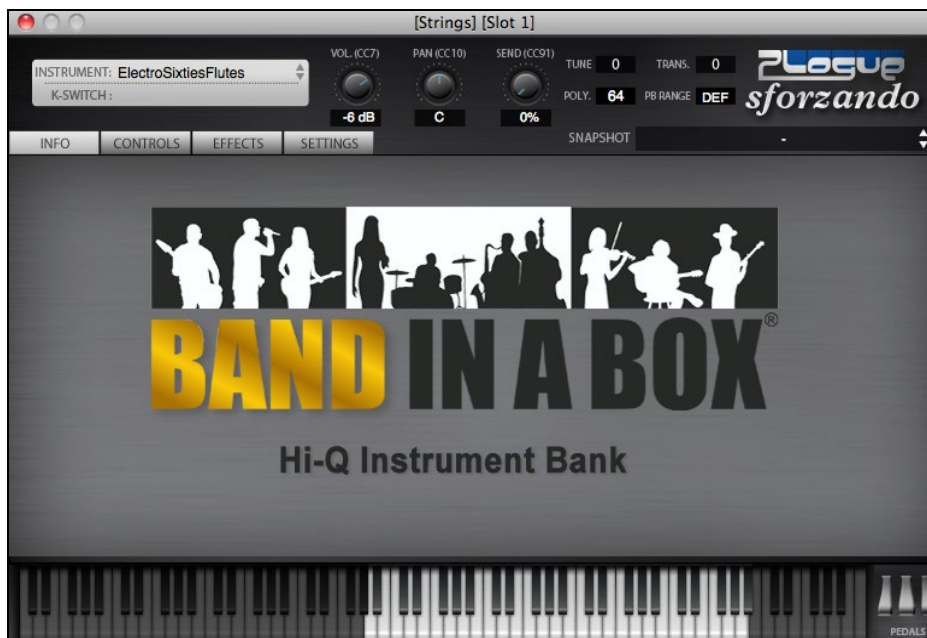 [Strings] [Slot 1]
INSTRUMENT: ElectroSixtiesFlutes
K-SWITCH :
VOL. (CC7)
-6 dB
PAN (CC10)
C
SEND (CC91)
0%
TUNE 0
TRANS. 0
POLY. 64
PB RANGE DEF
Plogue
sforzando
INFO
CONTROLS
EFFECTS
SETTINGS
SNAPSHOT -
BAND IN A BOX®
Hi-Q Instrument Bank
PEDALS